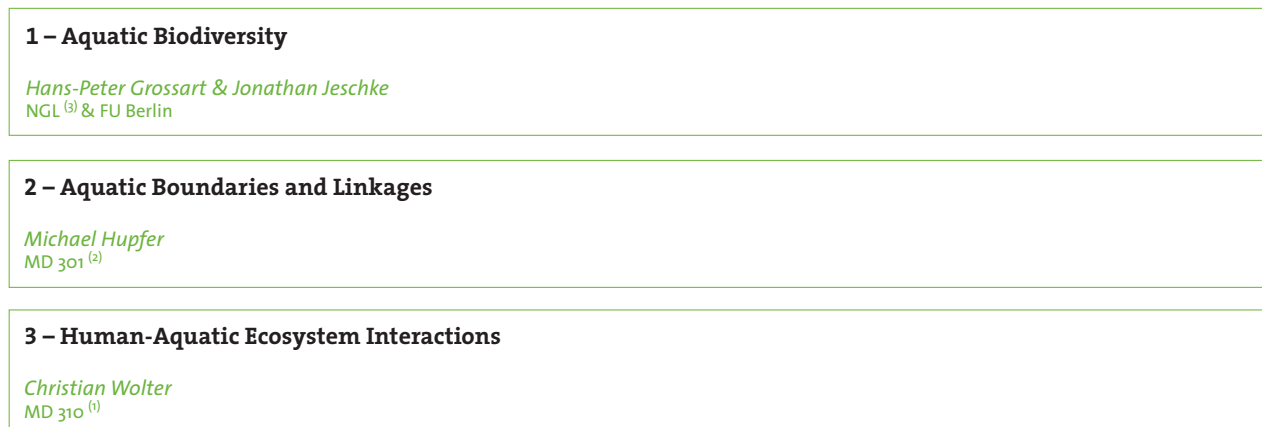 1 – Aquatic Biodiversity
Hans-Peter Grossart & Jonathan Jeschke
NGL (3) & FU Berlin
2 – Aquatic Boundaries and Linkages
Michael Hupfer
MD 301 (2)
3 – Human-Aquatic Ecosystem Interactions
Christian Wolter
MD 310 (1)